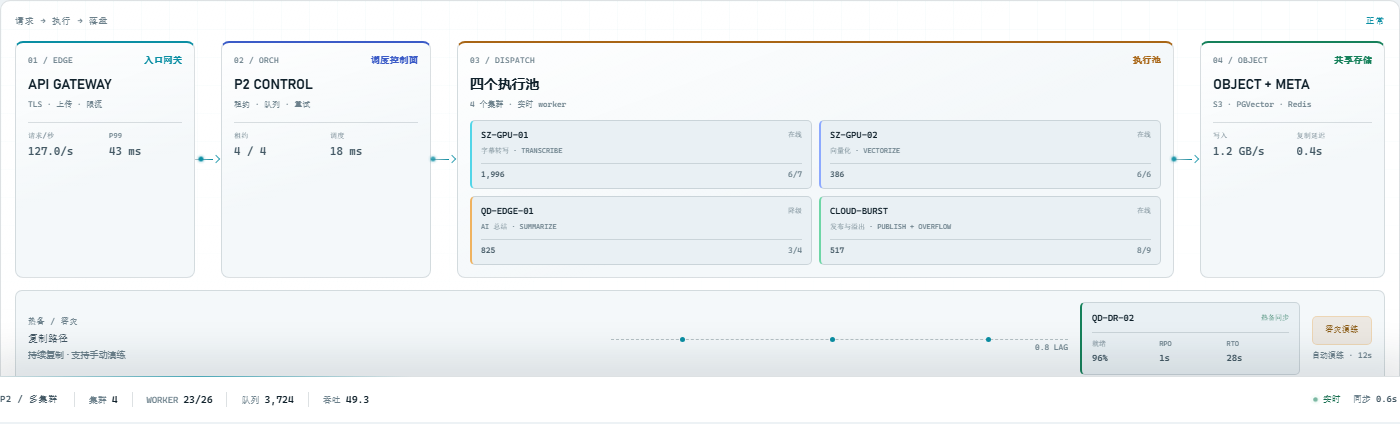 请求 → 执行 → 落盘
正常
01 / EDGE 入口网关
API GATEWAY
TLS · 上传 · 限流
请求/秒 P99
127.0/s 43 ms
02 / ORCH 调度控制面
P2 CONTROL
租约 · 队列 · 重试
租约 调度
4 / 4 18 ms
03 / DISPATCH 执行池
四个执行池
4 个集群 · 实时 worker
SZ-GPU-01 在线
字幕转写 · TRANSCRIBE
1,996 6/7
SZ-GPU-02 在线
向量化 · VECTORIZE
386 6/6
QD-EDGE-01 降级
AI 总结 · SUMMARIZE
825 3/4
CLOUD-BURST 在线
发布与溢出 · PUBLISH + OVERFLOW
517 8/9
04 / OBJECT 共享存储
OBJECT + META
S3 · PGVector · Redis
写入 复制延迟
1.2 GB/s 0.4s
热备 / 容灾
复制路径
持续复制 · 支持手动演练
0.8 LAG
QD-DR-02 热备同步
就绪 RPO RTO
96% 1s 28s
容灾演练
自动演练 · 12s
P2 / 多集群 集群 4 WORKER 23/26 队列 3,724 吞吐 49.3
实时 同步 0.6s